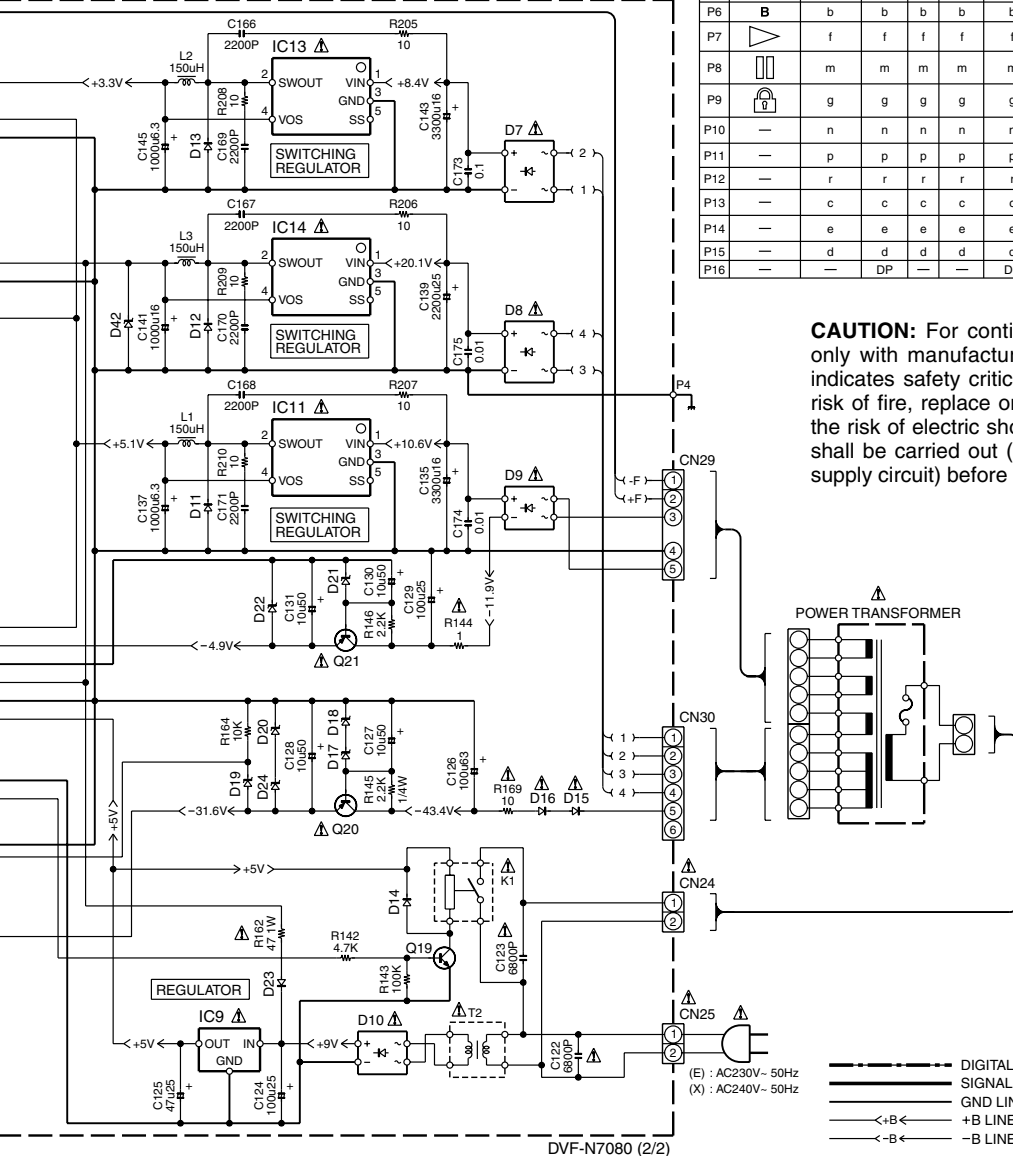 C166
2200P
R205
10
IC13
L2
150uH
+3.3V
2 SWOUT VIN 1 +8.4V
GND 3
4 VOS SS 5
R208
10
C145
1000u6.3
D13
C169
2200P
C143
3300u16
SWITCHING
REGULATOR
C173
0.1
D7
+ ~ 2
− ~ 1
C167
2200P
R206
10
IC14
L3
150uH
2 SWOUT VIN 1 +20.1V
GND 3
4 VOS SS 5
R209
10
D42
C141
1000u16
D12
C170
2200P
C139
2200u25
SWITCHING
REGULATOR
C175
0.01
D8
+ ~ 4
− ~ 3
P4
C168
2200P
R207
10
IC11
L1
150uH
+5.1V
2 SWOUT VIN 1 +10.6V
GND 3
4 VOS SS 5
R210
10
C137
1000u6.3
D11
C171
2200P
C135
3300u16
SWITCHING
REGULATOR
C174
0.01
D9
+ ~
− ~
CN29
-F 1
+F 2
3
4
5
D22
C131
10u50
D21
C130
10u50
R146
2.2K
C129
100u25
R144
1
−11.9V
−4.9V
Q21
R164
10K
D20
D19
D24
C128
10u50
D18
D17
C127
10u50
R145
2.2K
1/4W
C126
100u63
R169
10
D16 D15
−31.6V
Q20
−43.4V
CN30
1 1
2 2
3 3
4 4
5
6
+5V
+5V
D14
K1
CN24
1
2
R162
47 1W
R142
4.7K
Q19
R143
100K
C123
6800P
D23
REGULATOR
IC9
OUT IN
GND
+5V
+9V
D10
+ ~
− ~
T2
C122
6800P
CN25
1
2
C125
47u25
C124
100u25
(E) : AC230V~ 50Hz
(X) : AC240V~ 50Hz
DVF-N7080 (2/2)
P6 B b b b b b
P7 f f f f f
P8 m m m m m
P9 g g g g g
P10 — n n n n n
P11 — p p p p p
P12 — r r r r r
P13 — c c c c c
P14 — e e e e e
P15 — d d d d d
P16 — — DP — — D
CAUTION: For conti
only with manufactur
indicates safety critic
risk of fire, replace or
the risk of electric sho
shall be carried out (
supply circuit) before
POWER TRANSFORMER
DIGITAL
SIGNAL
GND LIN
+B +B LINE
−B −B LINE